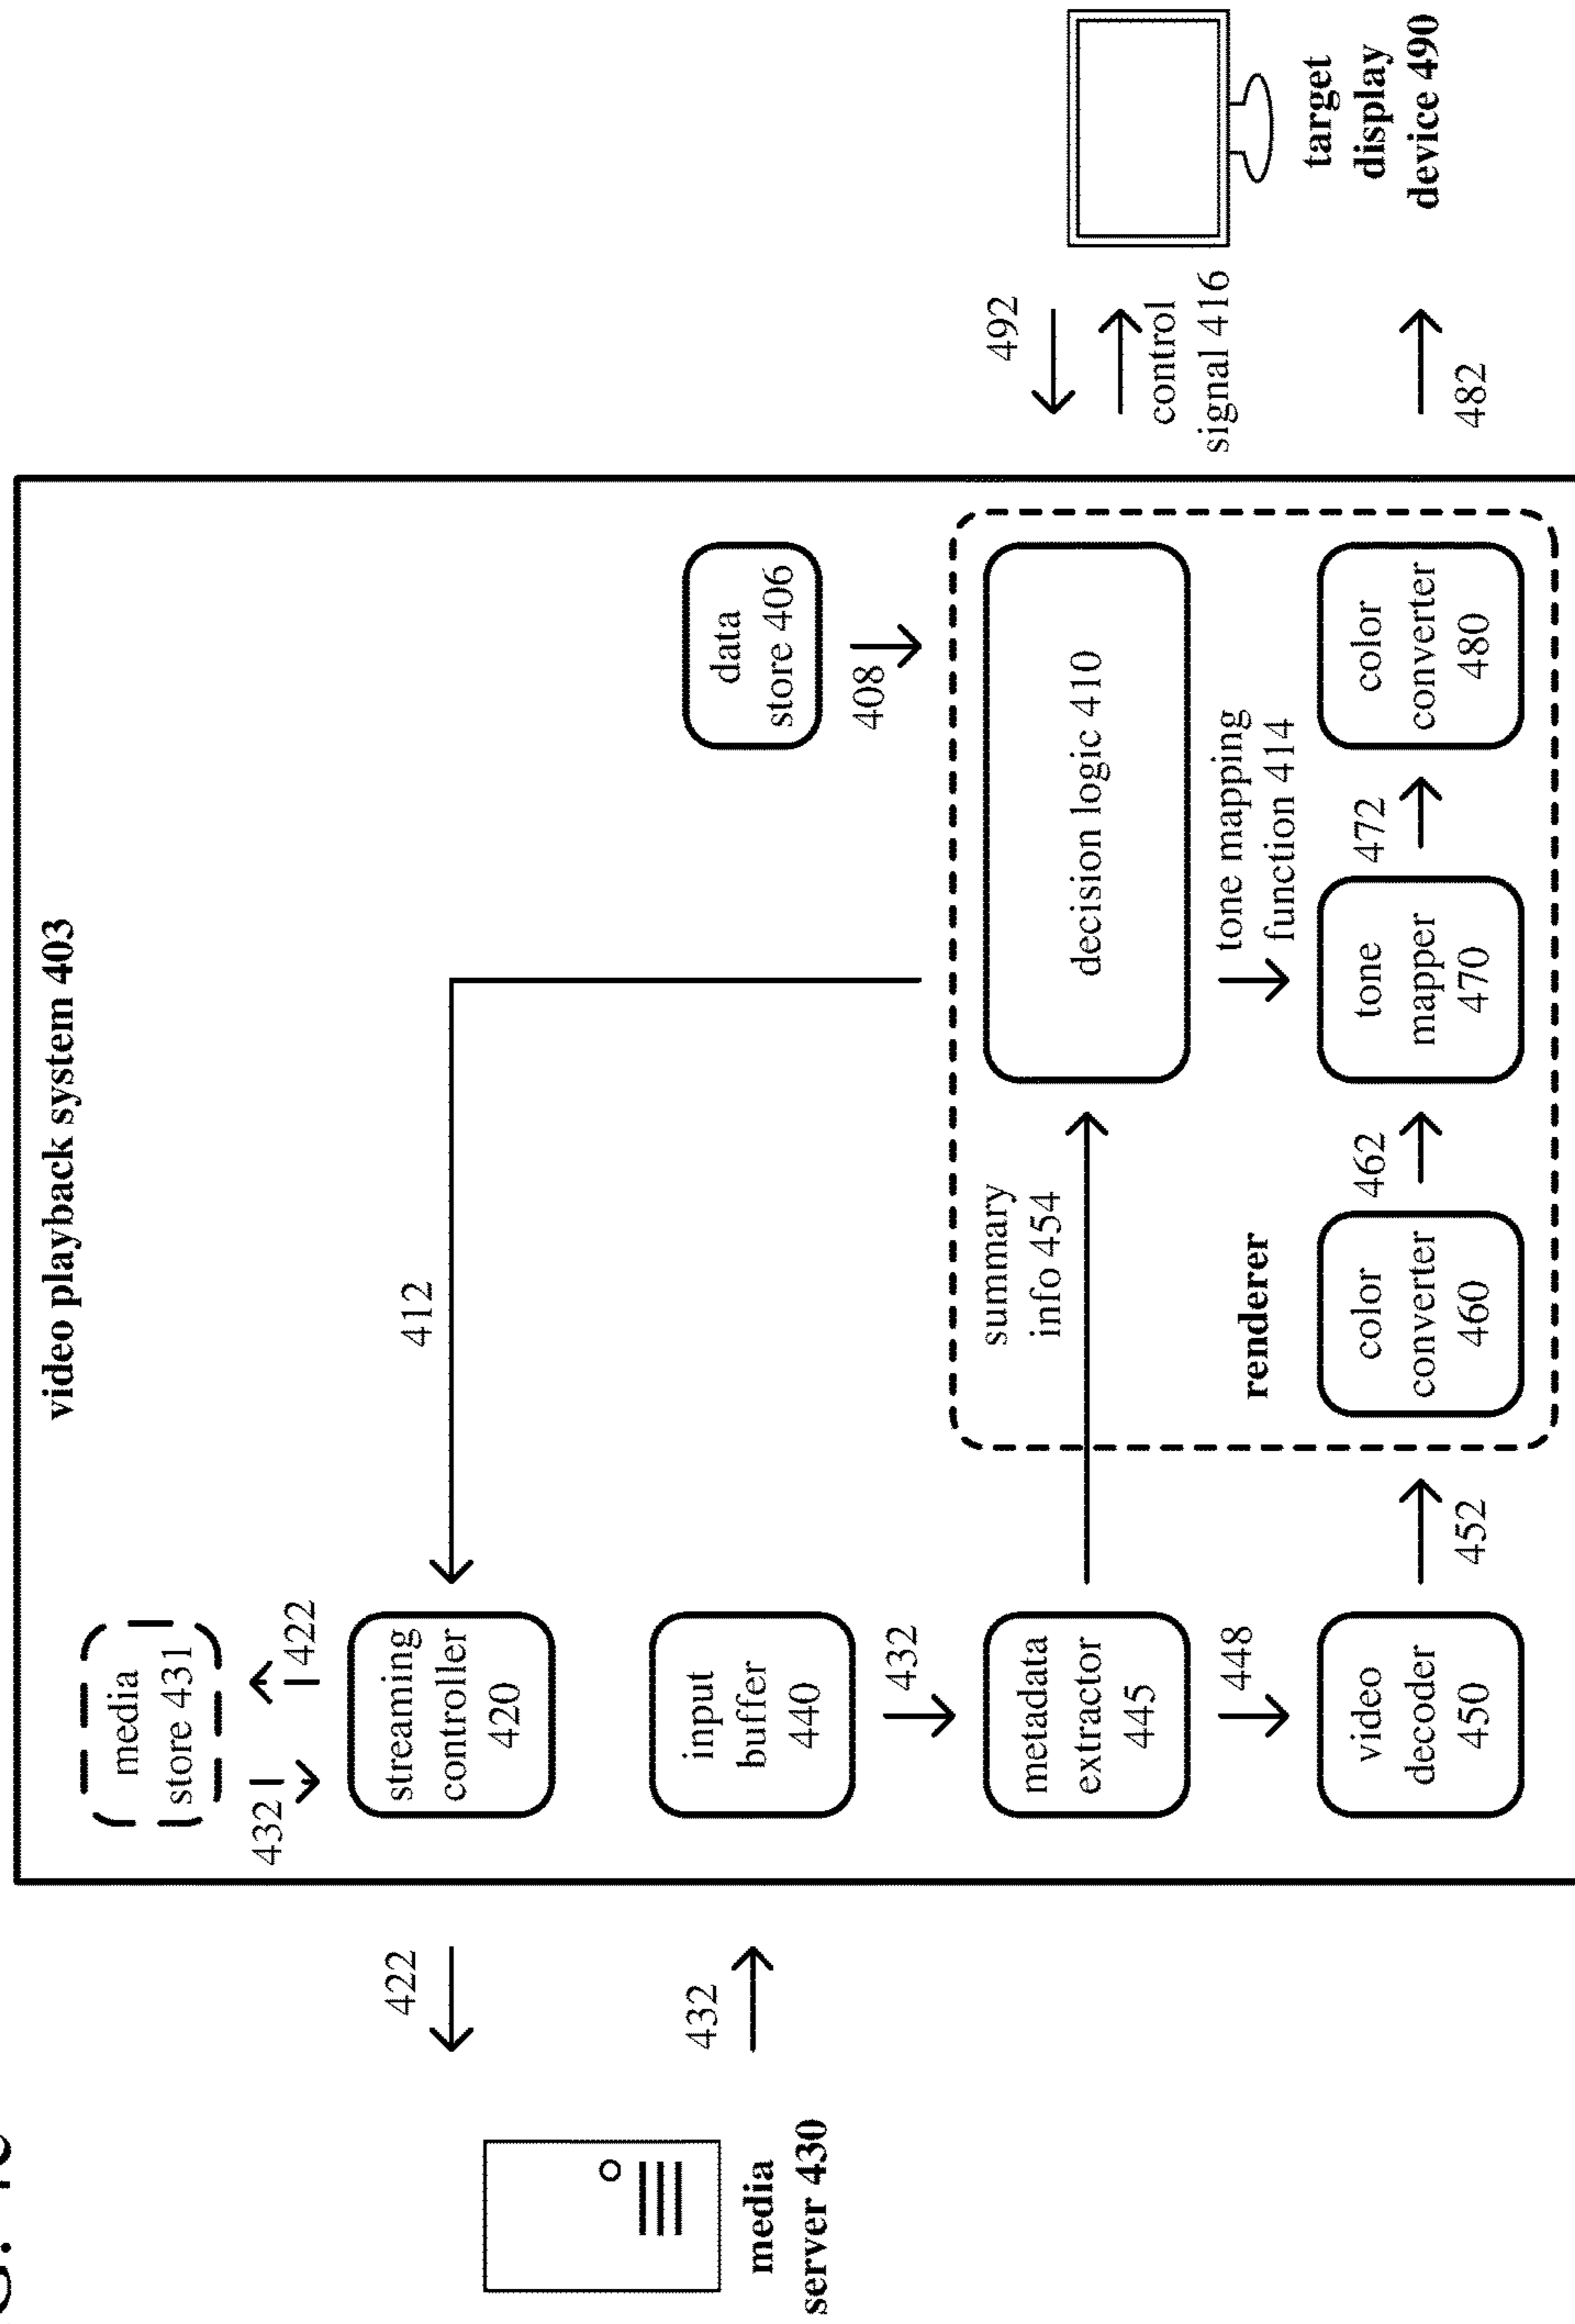 video playback system 403
media
store 431
432
422
streaming
controller
420
412
422
432
media
server 430
input
buffer
440
432
metadata
extractor
445
448
video
decoder
450
452
data
store 406
408
summary
info 454
decision logic 410
tone mapping
function 414
renderer
color
converter
460
462
tone
mapper
470
472
color
converter
480
492
control
signal 416
482
target
display
device 490